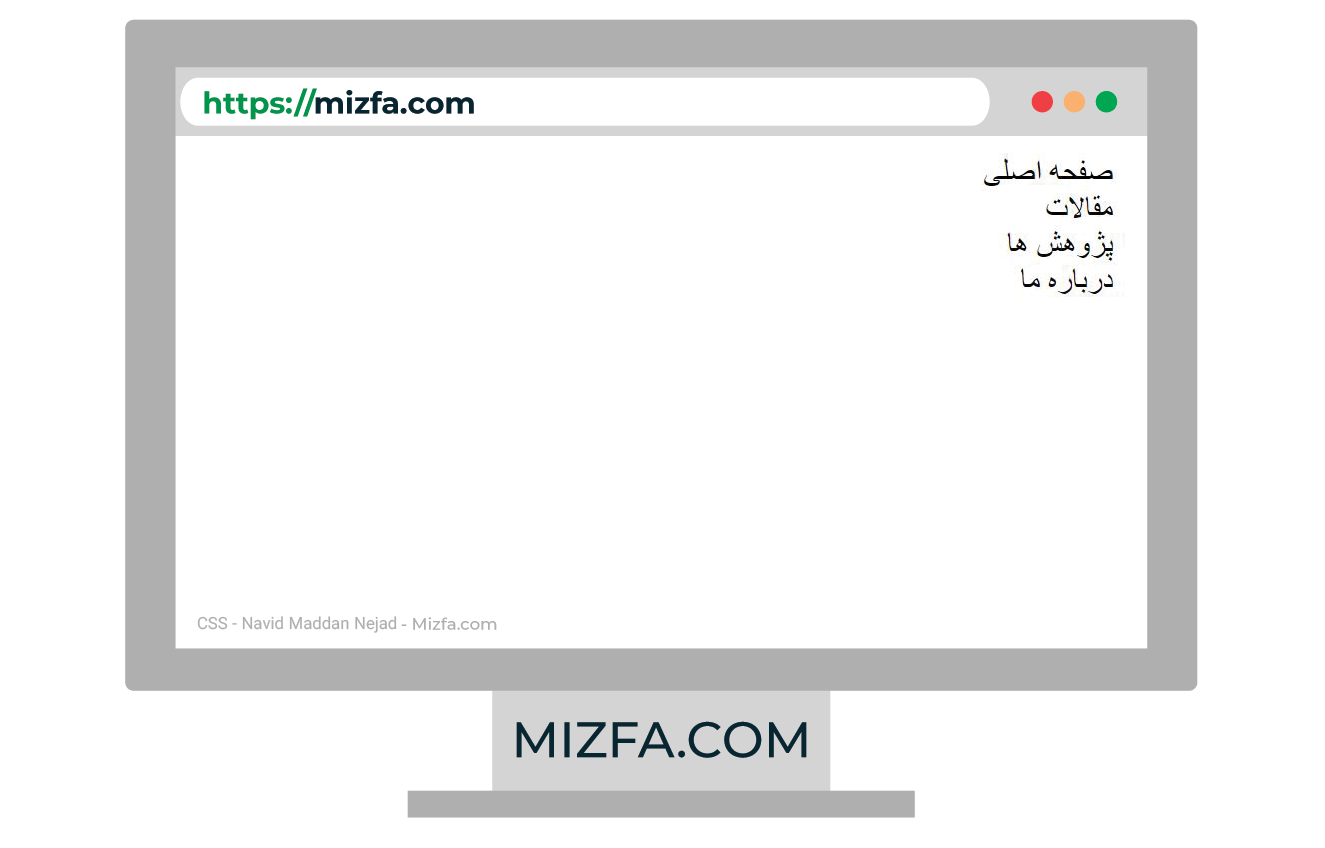 https://mizfa.com
صفحه اصلی
مقالات
پژوهش ها
درباره ما
CSS - Navid Maddan Nejad - Mizfa.com
MIZFA.COM